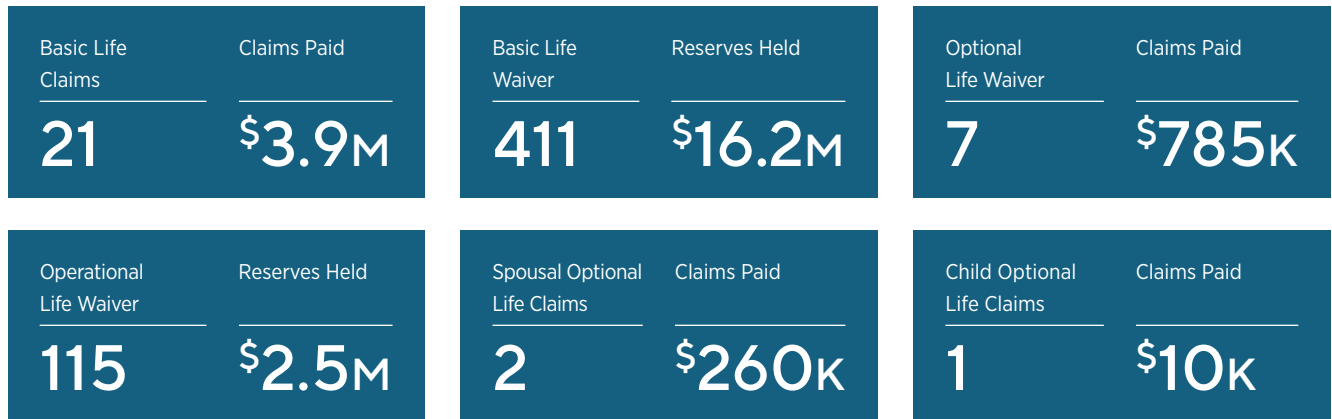 Basic Life
Claims
Claims Paid
21
$3.9M
Basic Life
Waiver
Reserves Held
411
$16.2M
Optional
Life Waiver
Claims Paid
7
$785K
Operational
Life Waiver
Reserves Held
115
$2.5M
Spousal Optional
Life Claims
Claims Paid
2
$260K
Child Optional
Life Claims
Claims Paid
1
$10K